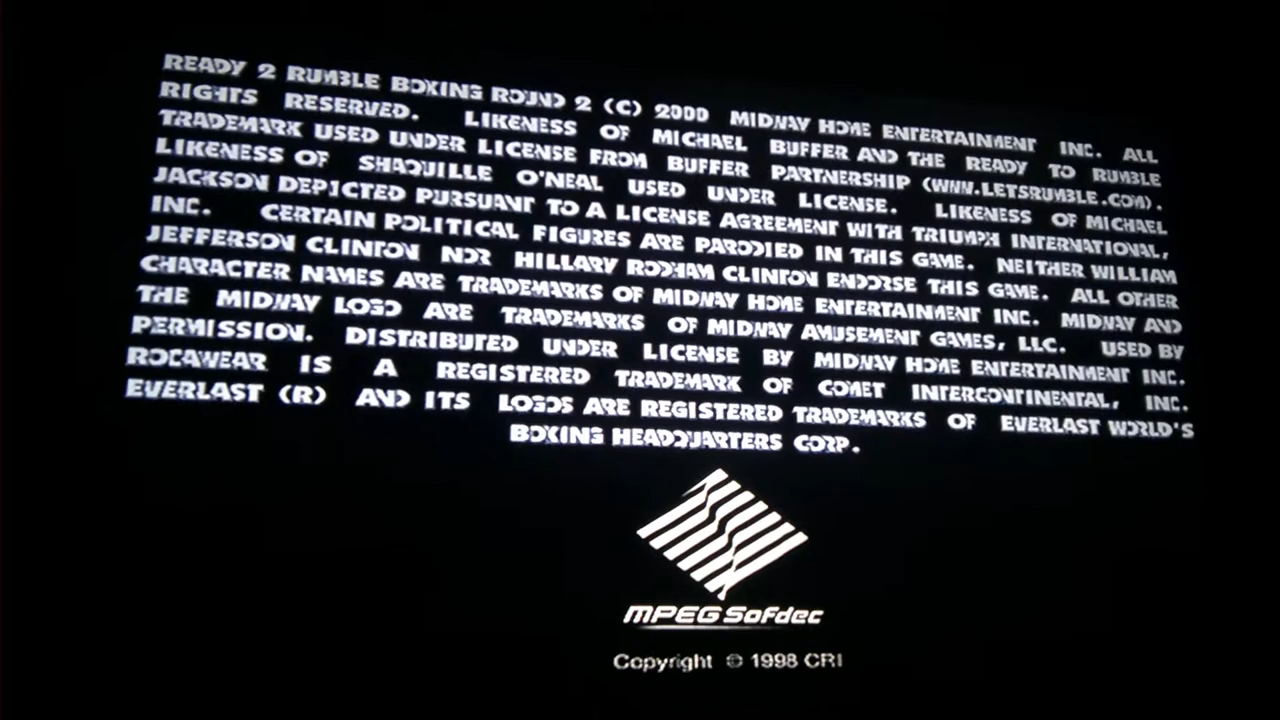 READY 2 RUMBLE BOXING ROUND 2 (C) 2000 MIDWAY HOME ENTERTAINMENT INC. ALL
RIGHTS RESERVED. LIKENESS OF MICHAEL BUFFER AND THE READY TO RUMBLE
TRADEMARK USED UNDER LICENSE FROM BUFFER PARTNERSHIP (WWW.LETSRUMBLE.COM).
LIKENESS OF SHAQUILLE O'NEAL USED UNDER LICENSE. LIKENESS OF MICHAEL
JACKSON DEPICTED PURSUANT TO A LICENSE AGREEMENT WITH TRIUMPH INTERNATIONAL,
INC. CERTAIN POLITICAL FIGURES ARE PARODIED IN THIS GAME. NEITHER WILLIAM
JEFFERSON CLINTON NOR HILLARY RODHAM CLINTON ENDORSE THIS GAME. ALL OTHER
CHARACTER NAMES ARE TRADEMARKS OF MIDWAY HOME ENTERTAINMENT INC. MIDWAY AND
THE MIDWAY LOGO ARE TRADEMARKS OF MIDWAY AMUSEMENT GAMES, LLC. USED BY
PERMISSION. DISTRIBUTED UNDER LICENSE BY MIDWAY HOME ENTERTAINMENT INC.
ROCAWEAR IS A REGISTERED TRADEMARK OF COMET INTERCONTINENTAL, INC.
EVERLAST (R) AND ITS LOGOS ARE REGISTERED TRADEMARKS OF EVERLAST WORLD'S
BOXING HEADQUARTERS CORP.
MPEG Sofdec
Copyright © 1998 CRI